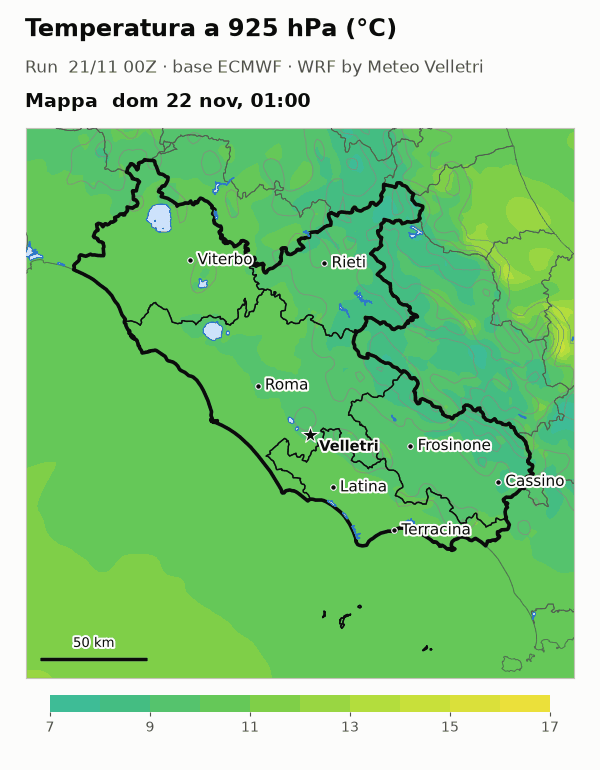 Temperatura a 925 hPa (°C)
Run  21/11 00Z · base ECMWF · WRF by Meteo Velletri
Mappa  dom 22 nov, 01:00
Viterbo
Rieti
Roma
Velletri
Frosinone
Latina
Cassino
Terracina
50 km
7 9 11 13 15 17